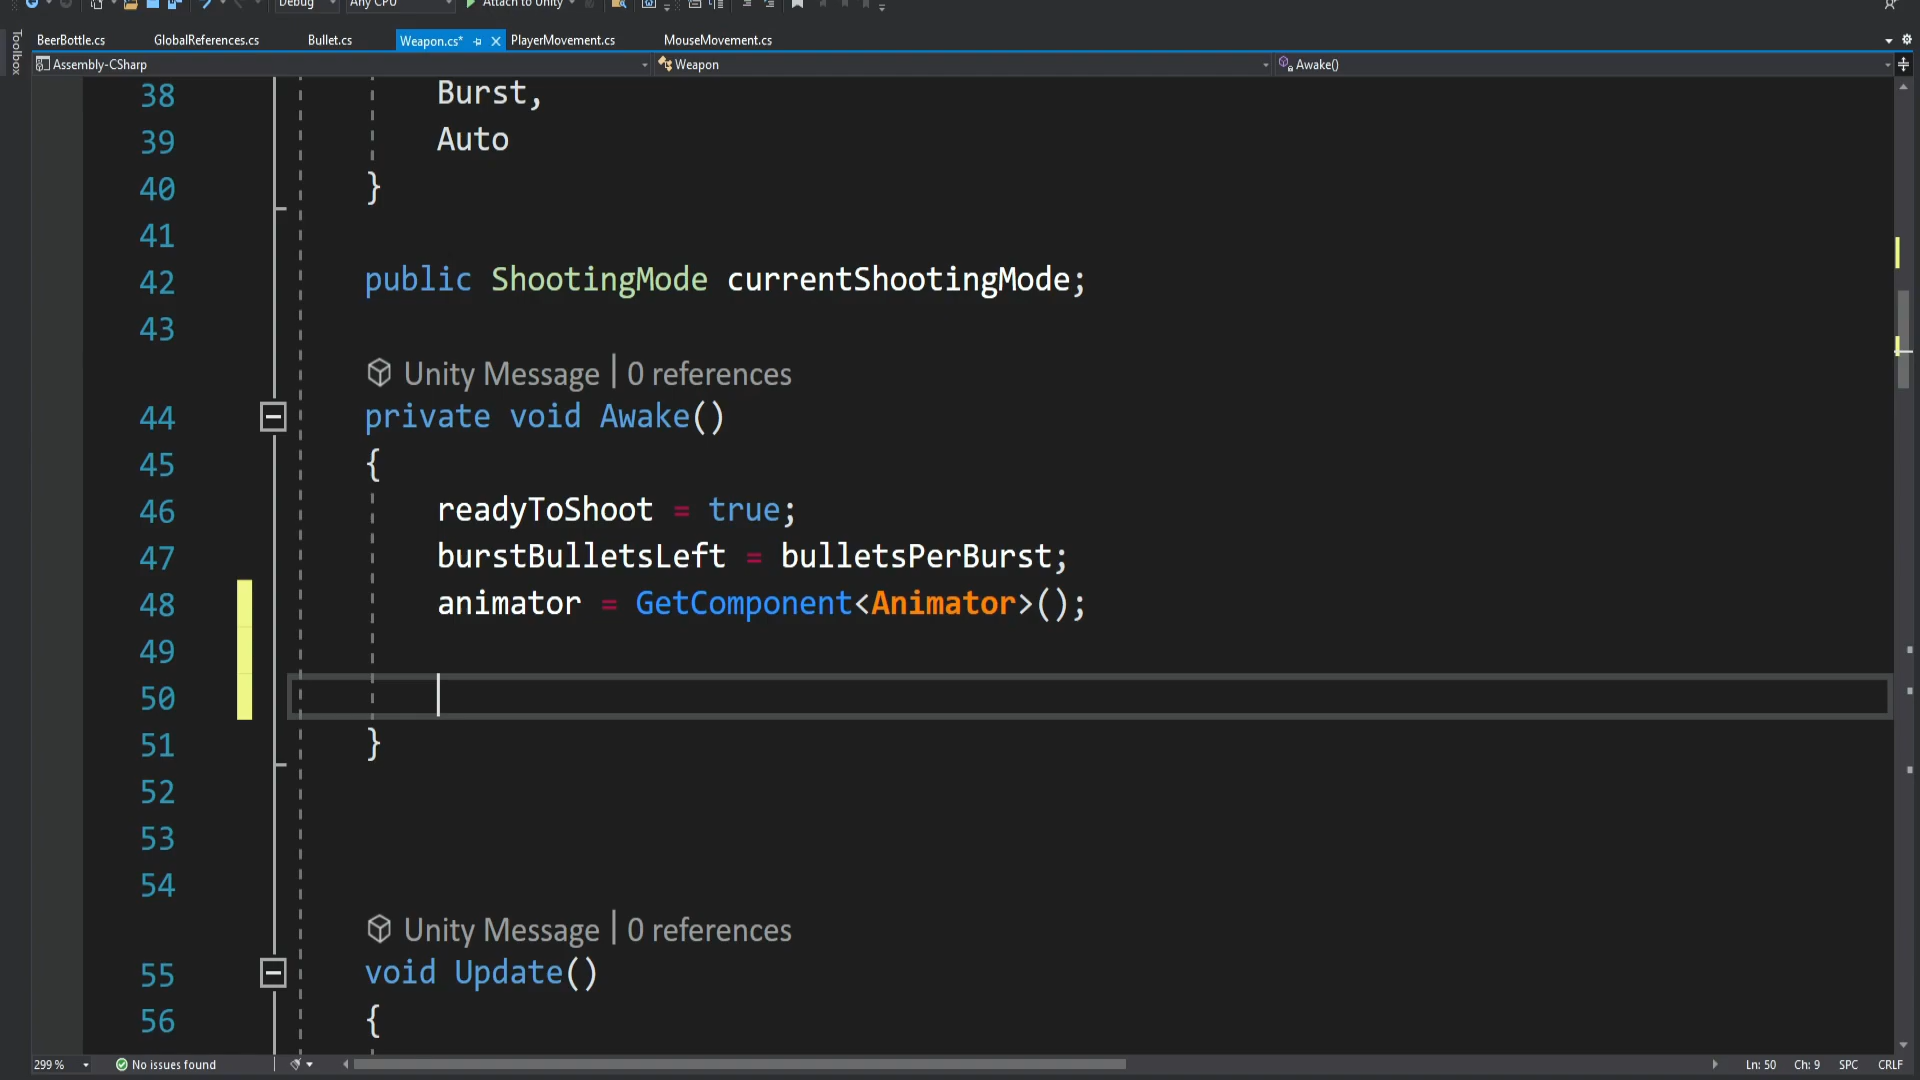 Debug
Any CPU
Attach to Unity
Toolbox
BeerBottle.cs
GlobalReferences.cs
Bullet.cs
Weapon.cs*
PlayerMovement.cs
MouseMovement.cs
Assembly-CSharp
Weapon
Awake()
38 Burst,
39 Auto
40 }
41
42 public ShootingMode currentShootingMode;
43
Unity Message | 0 references
44 private void Awake()
45 {
46 readyToShoot = true;
47 burstBulletsLeft = bulletsPerBurst;
48 animator = GetComponent<Animator>();
49
50
51 }
52
53
54
Unity Message | 0 references
55 void Update()
56 {
299 %
No issues found
Ln: 50
Ch: 9
SPC
CRLF